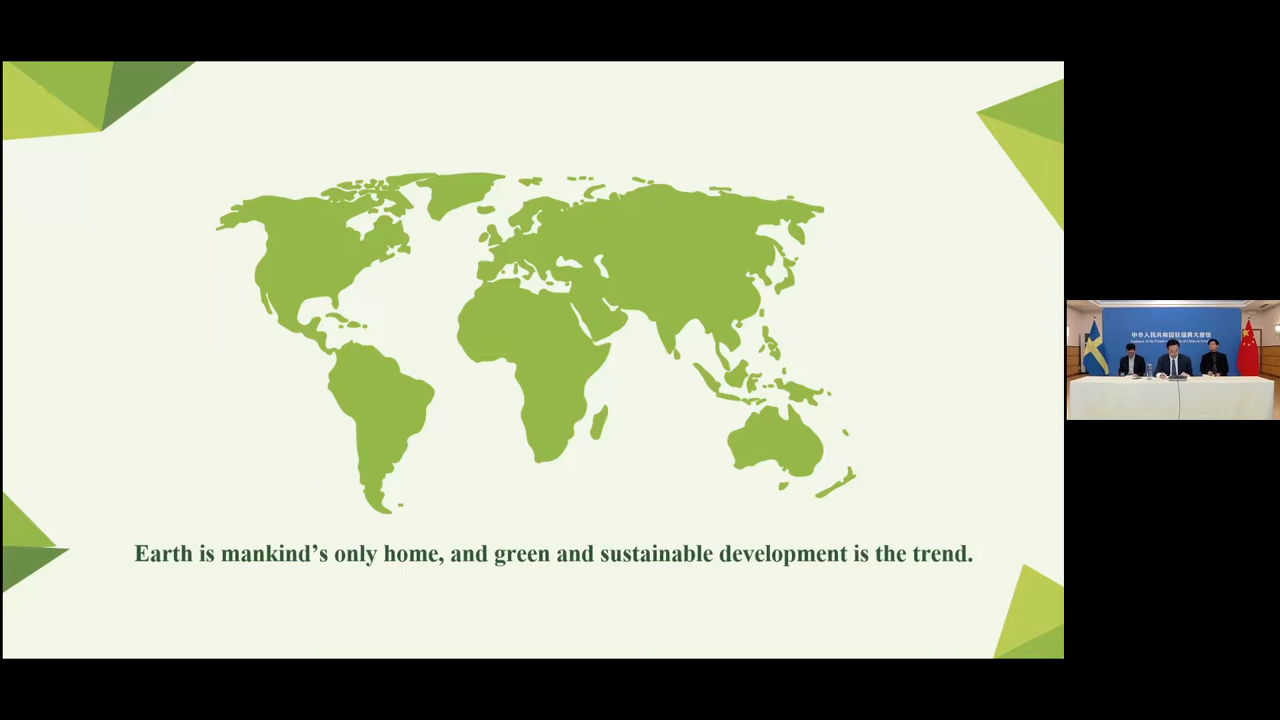 Earth is mankind's only home, and green and sustainable development is the trend.
中华人民共和国驻瑞典大使馆